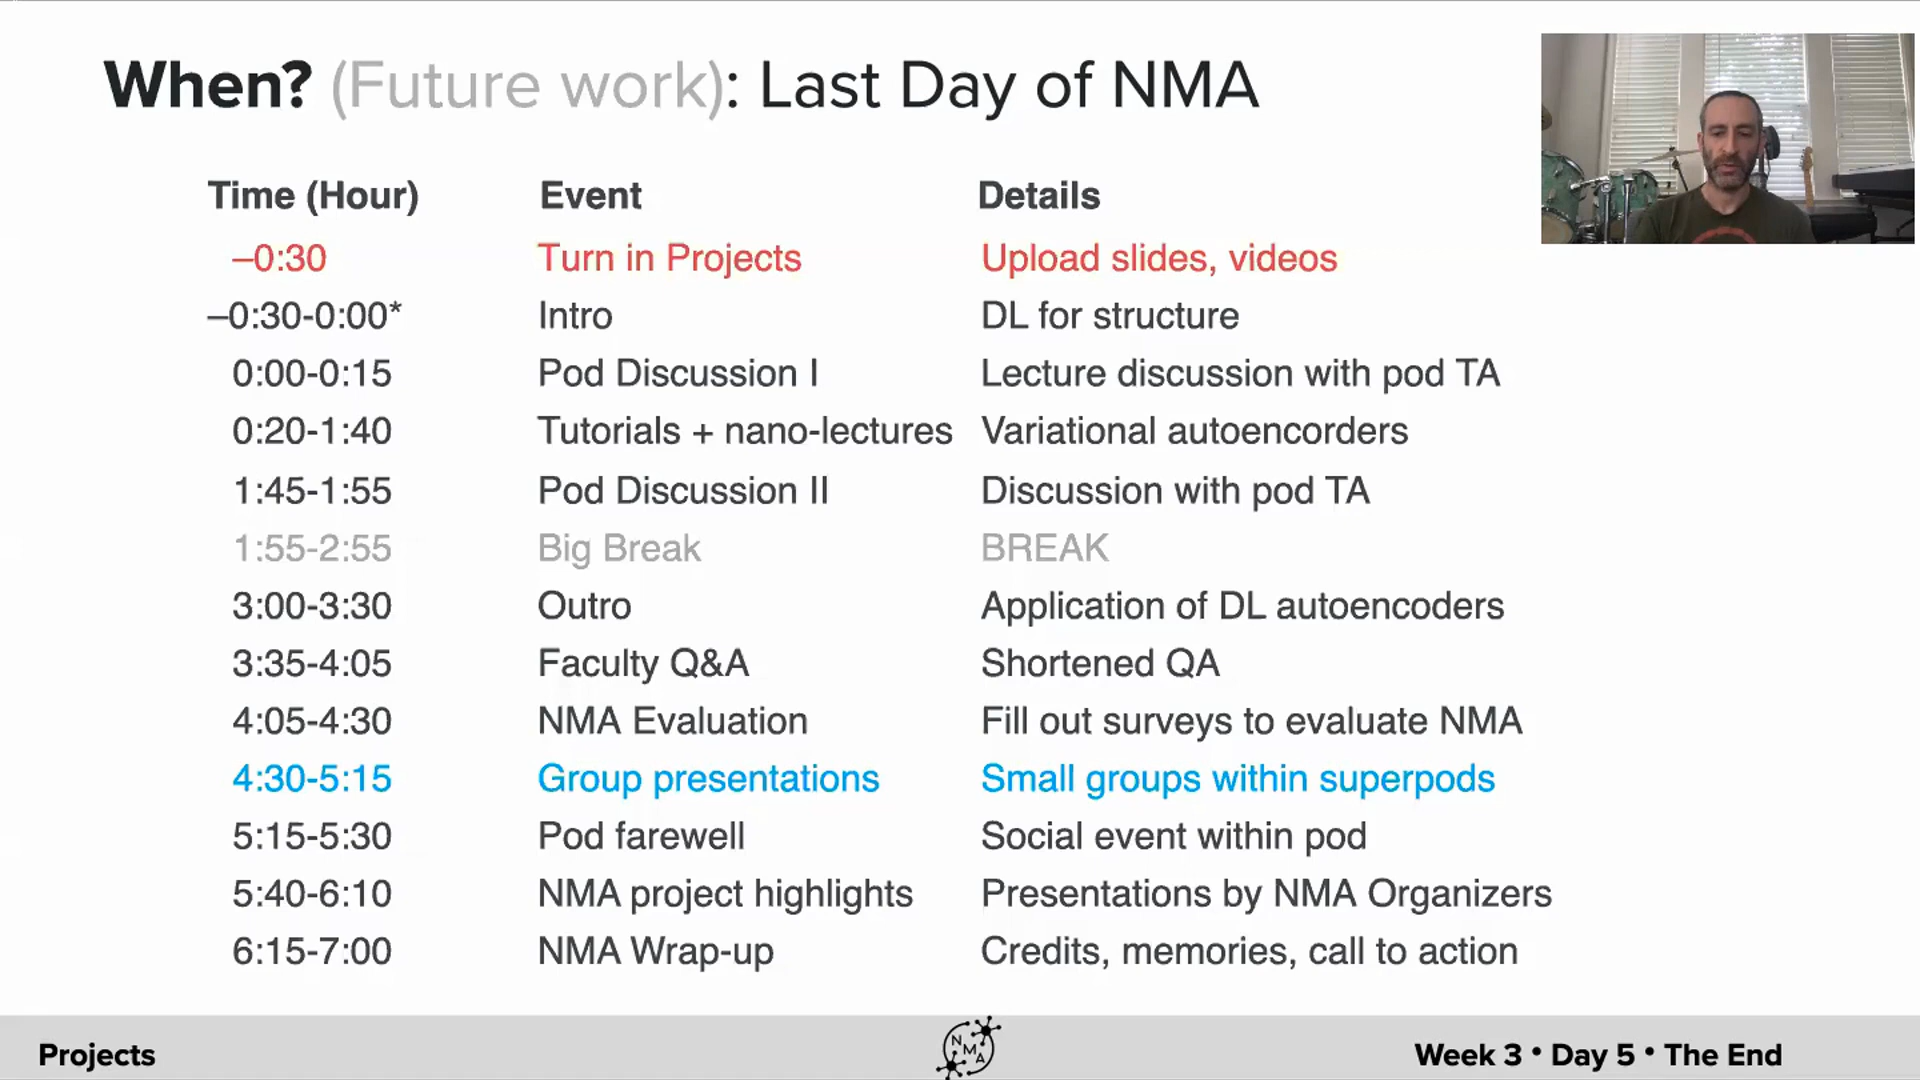 When? (Future work): Last Day of NMA
Time (Hour) Event Details
–0:30 Turn in Projects Upload slides, videos
–0:30-0:00* Intro DL for structure
0:00-0:15 Pod Discussion I Lecture discussion with pod TA
0:20-1:40 Tutorials + nano-lectures Variational autoencorders
1:45-1:55 Pod Discussion II Discussion with pod TA
1:55-2:55 Big Break BREAK
3:00-3:30 Outro Application of DL autoencoders
3:35-4:05 Faculty Q&A Shortened QA
4:05-4:30 NMA Evaluation Fill out surveys to evaluate NMA
4:30-5:15 Group presentations Small groups within superpods
5:15-5:30 Pod farewell Social event within pod
5:40-6:10 NMA project highlights Presentations by NMA Organizers
6:15-7:00 NMA Wrap-up Credits, memories, call to action
Projects NMA Week 3 • Day 5 • The End